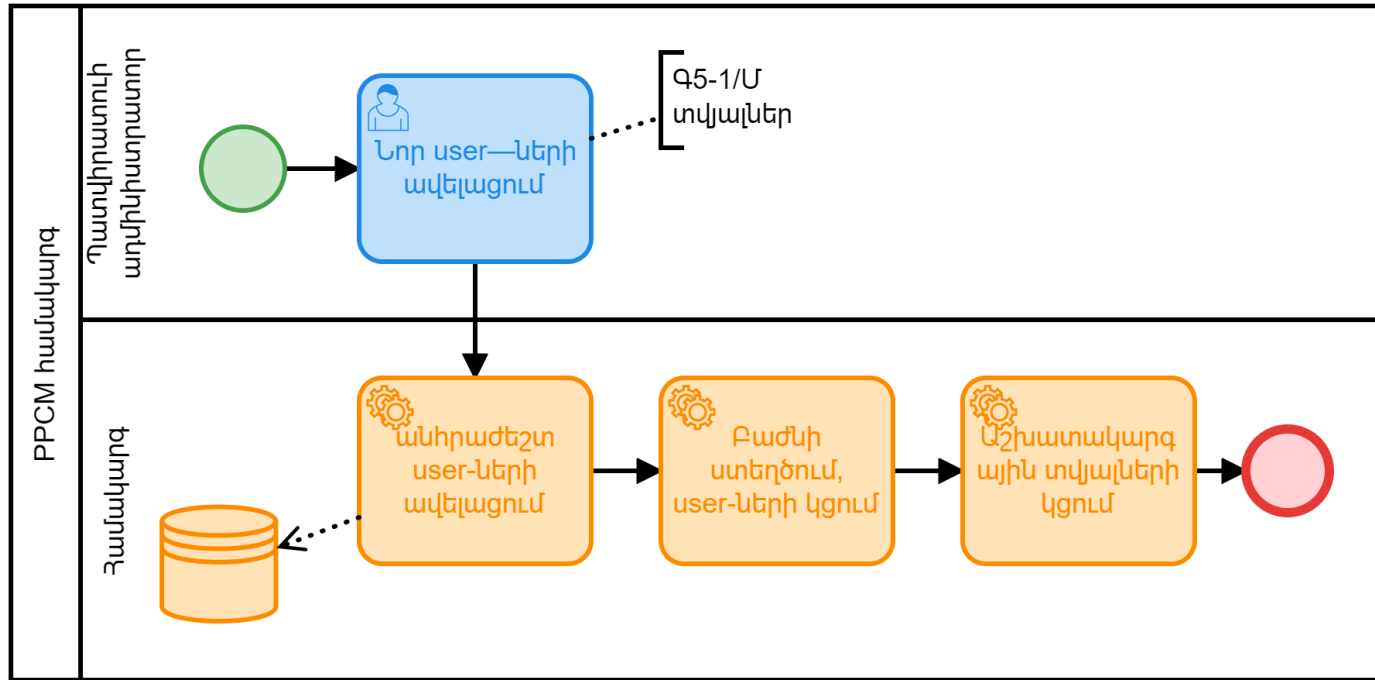 PPCM համակարգ
Պատվիրատուի
ադմինիստրատոր
Գ5-1/Մ
տվյալներ
Նոր user—ների
ավելացում
Համակարգ
անհրաժեշտ
user-ների
ավելացում
Բաժնի
ստեղծում,
user-ների կցում
Աշխատակարգ
ային տվյալների
կցում